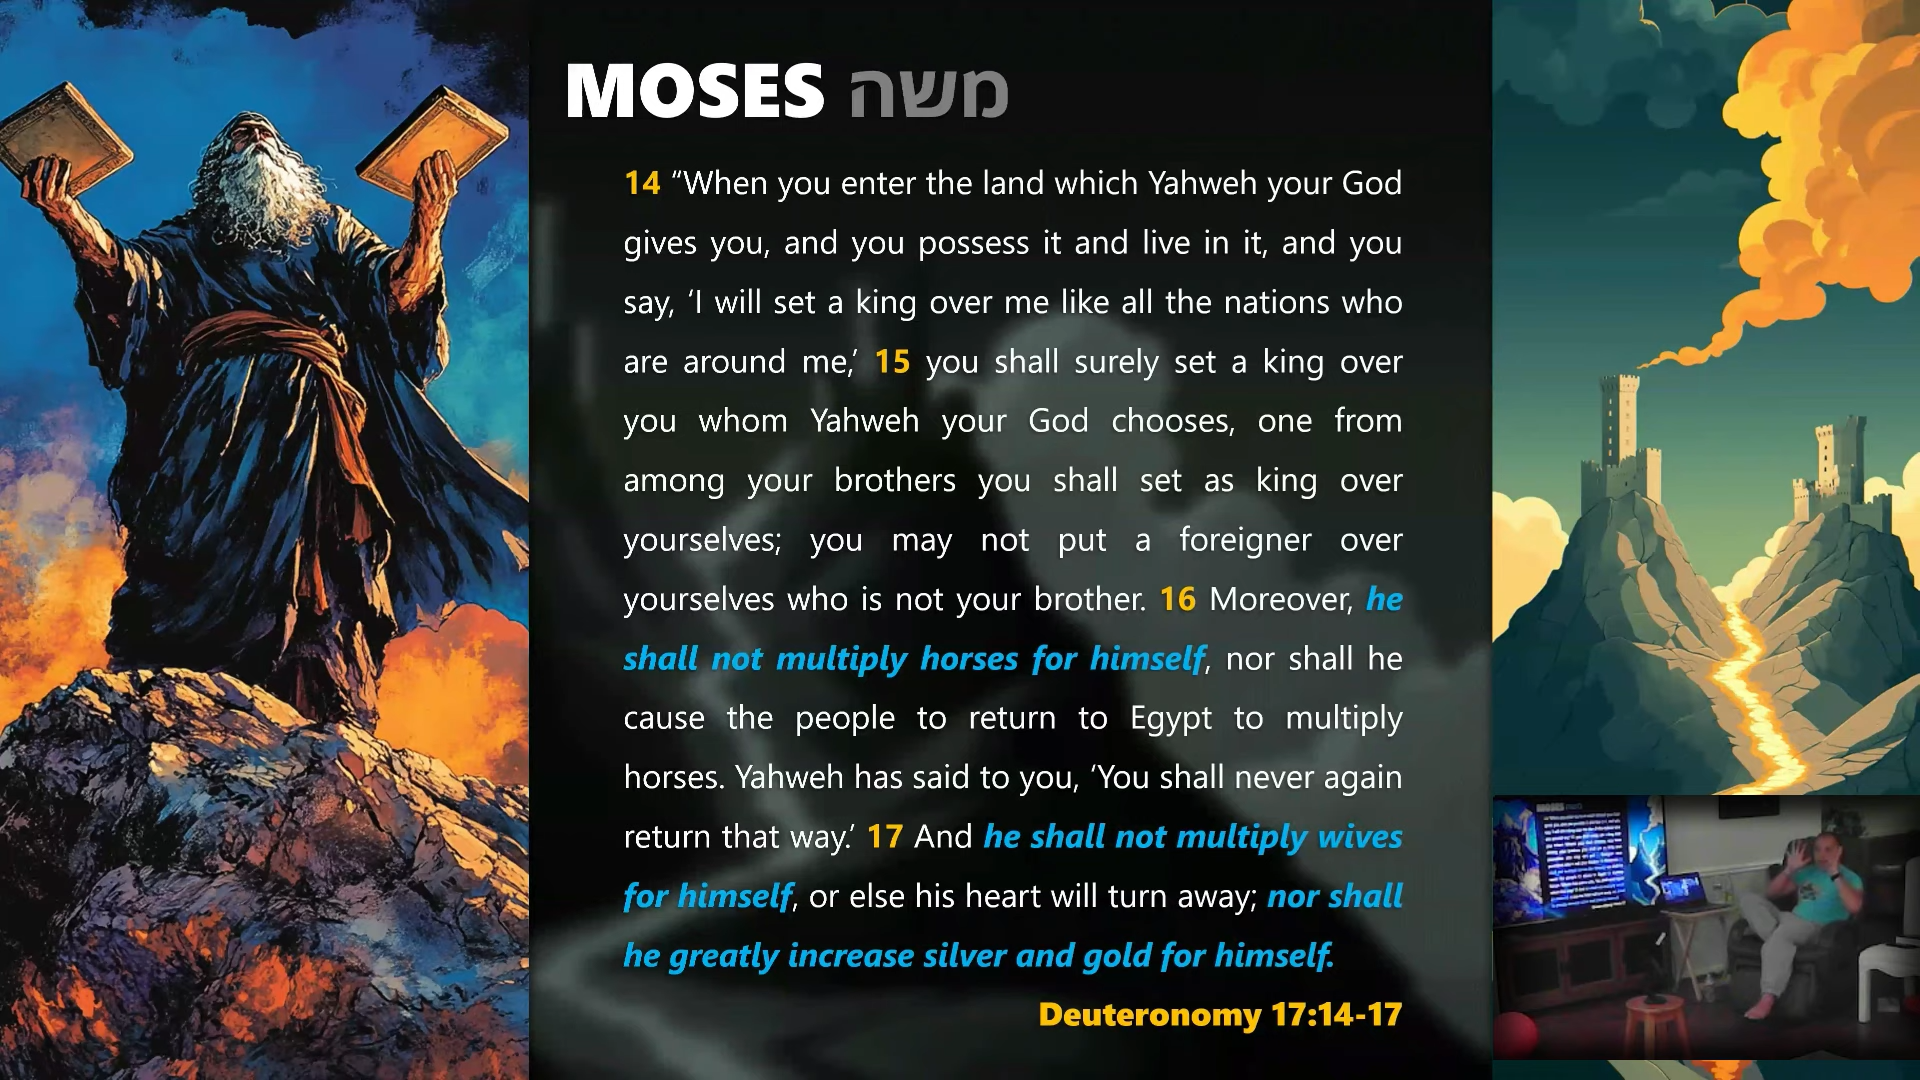 MOSES משה
14 “When you enter the land which Yahweh your God
gives you, and you possess it and live in it, and you
say, ‘I will set a king over me like all the nations who
are around me,’ 15 you shall surely set a king over
you whom Yahweh your God chooses, one from
among your brothers you shall set as king over
yourselves; you may not put a foreigner over
yourselves who is not your brother. 16 Moreover, he
shall not multiply horses for himself, nor shall he
cause the people to return to Egypt to multiply
horses. Yahweh has said to you, ‘You shall never again
return that way.’ 17 And he shall not multiply wives
for himself, or else his heart will turn away; nor shall
he greatly increase silver and gold for himself.
Deuteronomy 17:14-17